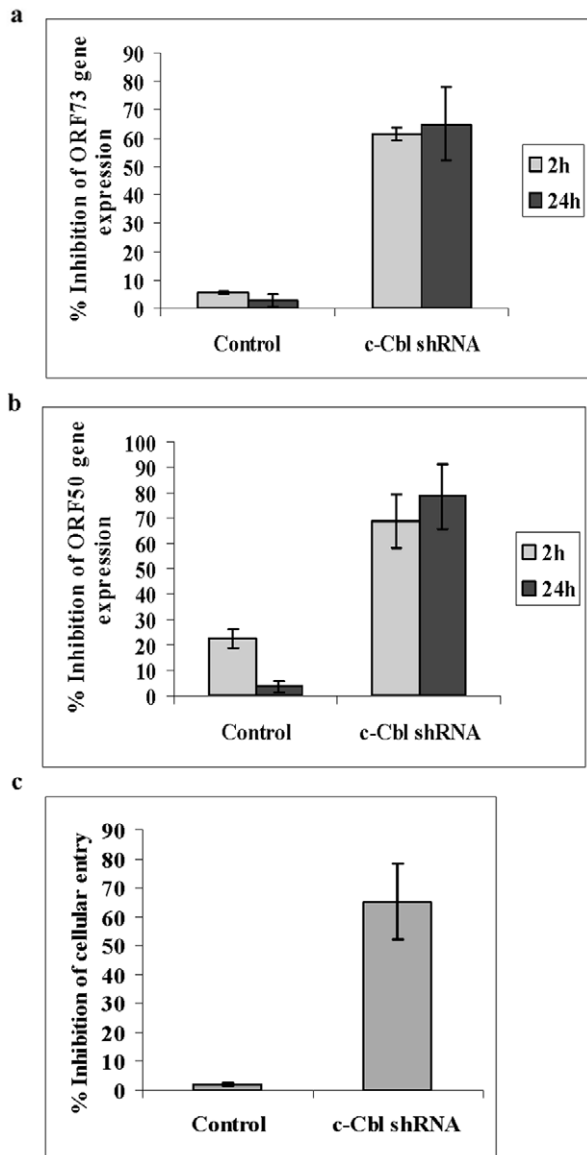 a
% Inhibition of ORF73 gene
expression
90
80
70
60
50
40
30
20
10
0
Control
c-Cbl shRNA
2h
24h
b
% Inhibition of ORF50 gene
expression
100
90
80
70
60
50
40
30
20
10
0
Control
c-Cbl shRNA
2h
24h
c
% Inhibition of cellular entry
90
80
70
60
50
40
30
20
10
0
Control
c-Cbl shRNA